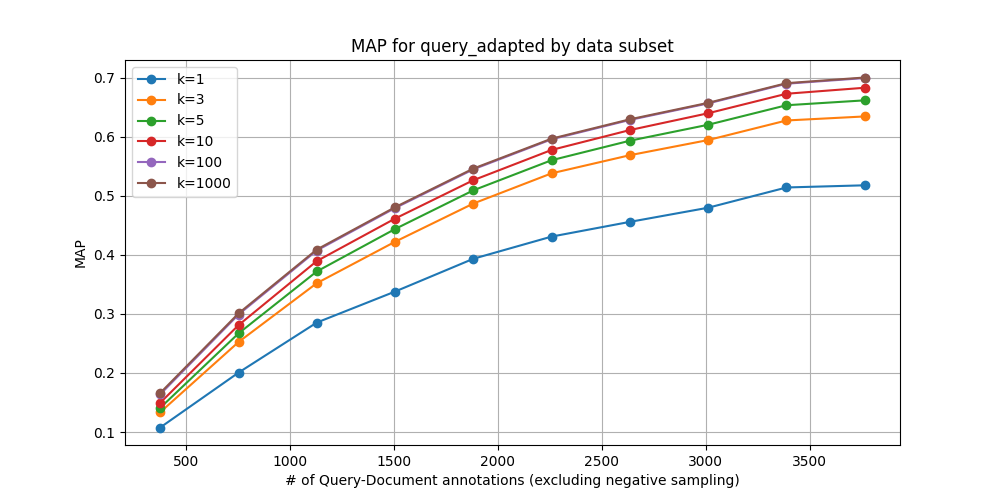 MAP for query_adapted by data subset
k=1
k=3
k=5
k=10
k=100
k=1000
MAP
0.7
0.6
0.5
0.4
0.3
0.2
0.1
500 1000 1500 2000 2500 3000 3500
# of Query-Document annotations (excluding negative sampling)